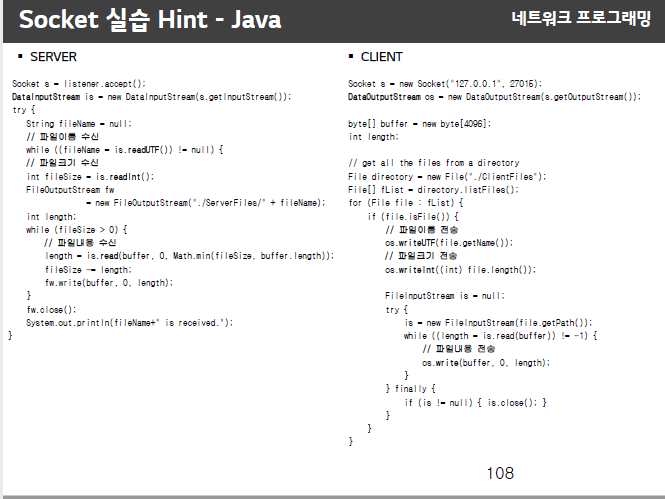 Socket 실습 Hint - Java
네트워크 프로그래밍
▪ SERVER
Socket s = listener.accept();
DataInputStream is = new DataInputStream(s.getInputStream());
try {
String fileName = null;
// 파일이름 수신
while ((fileName = is.readUTF()) != null) {
// 파일크기 수신
int fileSize = is.readInt();
FileOutputStream fw
= new FileOutputStream("./ServerFiles/" + fileName);
int length;
while (fileSize > 0) {
// 파일내용 수신
length = is.read(buffer, 0, Math.min(fileSize, buffer.length));
fileSize -= length;
fw.write(buffer, 0, length);
}
fw.close();
System.out.println(fileName+" is received.");
}
▪ CLIENT
Socket s = new Socket("127.0.0.1", 27015);
DataOutputStream os = new DataOutputStream(s.getOutputStream());
byte[] buffer = new byte[4096];
int length;
// get all the files from a directory
File directory = new File("./ClientFiles");
File[] fList = directory.listFiles();
for (File file : fList) {
if (file.isFile()) {
// 파일이름 전송
os.writeUTF(file.getName());
// 파일크기 전송
os.writeInt((int) file.length());
FileInputStream is = null;
try {
is = new FileInputStream(file.getPath());
while ((length = is.read(buffer)) != -1) {
// 파일내용 전송
os.write(buffer, 0, length);
}
} finally {
if (is != null) { is.close(); }
}
}
}
108